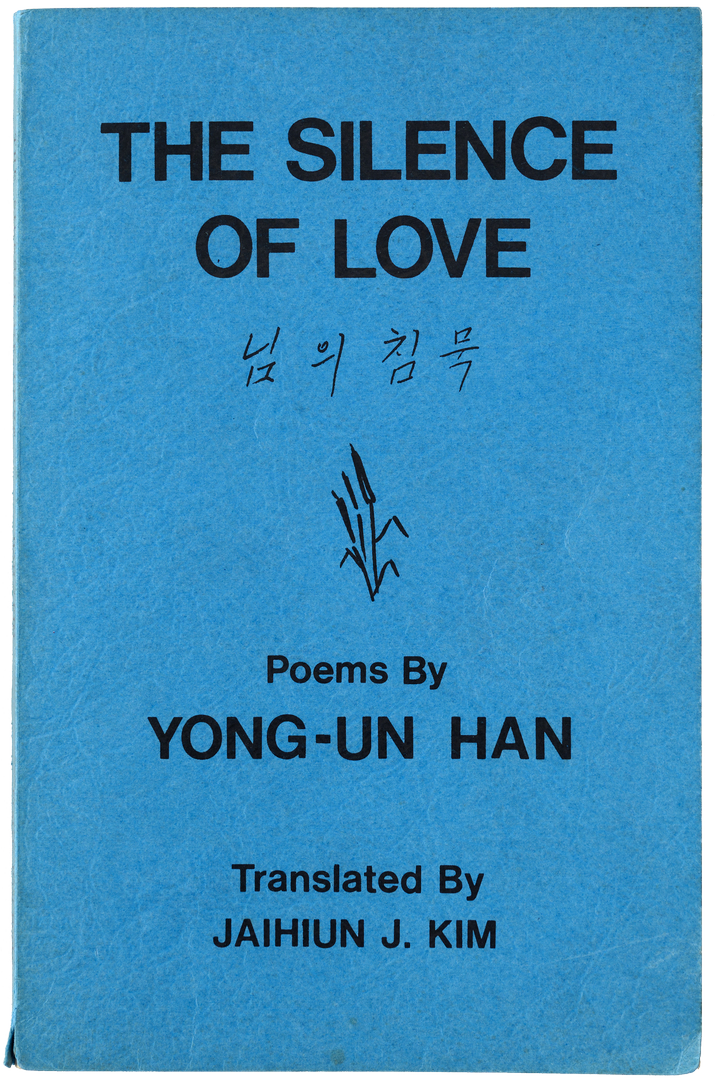 THE SILENCE
OF LOVE
님의 침묵
Poems By
YONG-UN HAN
Translated By
JAIHIUN J. KIM